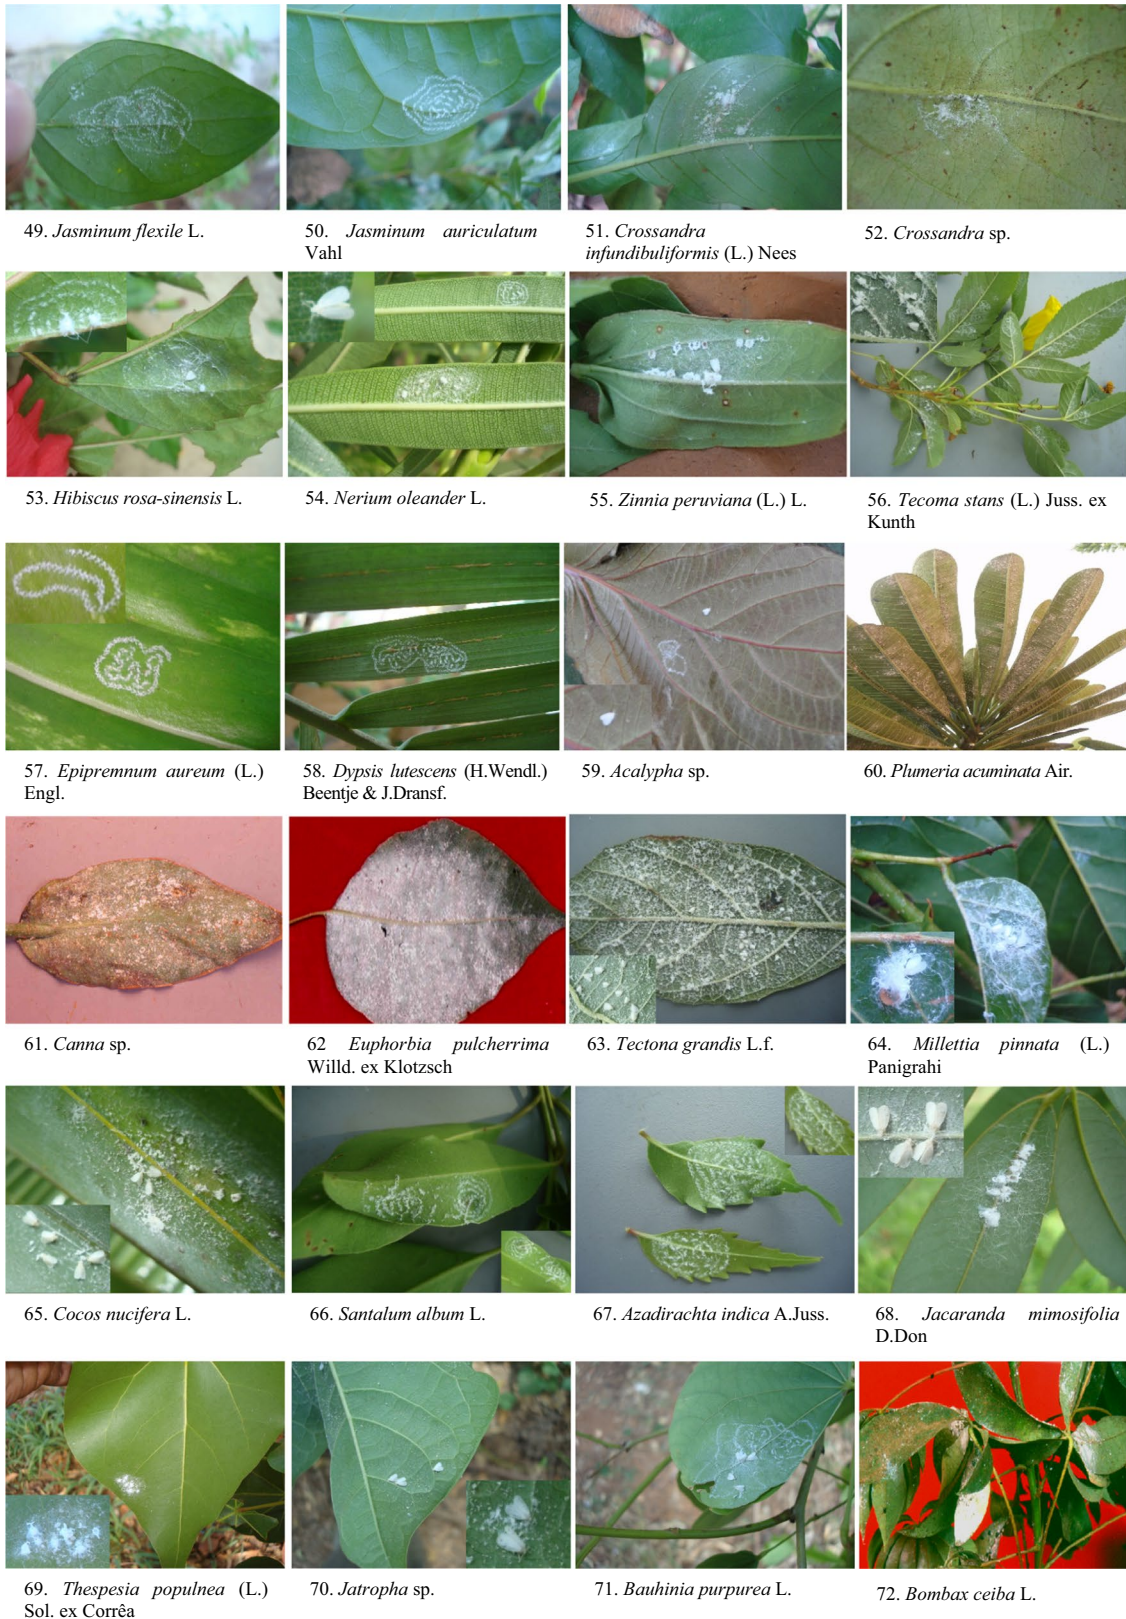 49. Jasminum flexile L.
50. Jasminum auriculatum
Vahl
51. Crossandra
infundibuliformis (L.) Nees
52. Crossandra sp.
53. Hibiscus rosa-sinensis L.
54. Nerium oleander L.
55. Zinnia peruviana (L.) L.
56. Tecoma stans (L.) Juss. ex
Kunth
57. Epipremnum aureum (L.)
Engl.
58. Dypsis lutescens (H.Wendl.)
Beentje & J.Dransf.
59. Acalypha sp.
60. Plumeria acuminata Air.
61. Canna sp.
62 Euphorbia pulcherrima
Willd. ex Klotzsch
63. Tectona grandis L.f.
64. Millettia pinnata (L.)
Panigrahi
65. Cocos nucifera L.
66. Santalum album L.
67. Azadirachta indica A.Juss.
68. Jacaranda mimosifolia
D.Don
69. Thespesia populnea (L.)
Sol. ex Corrêa
70. Jatropha sp.
71. Bauhinia purpurea L.
72. Bombax ceiba L.